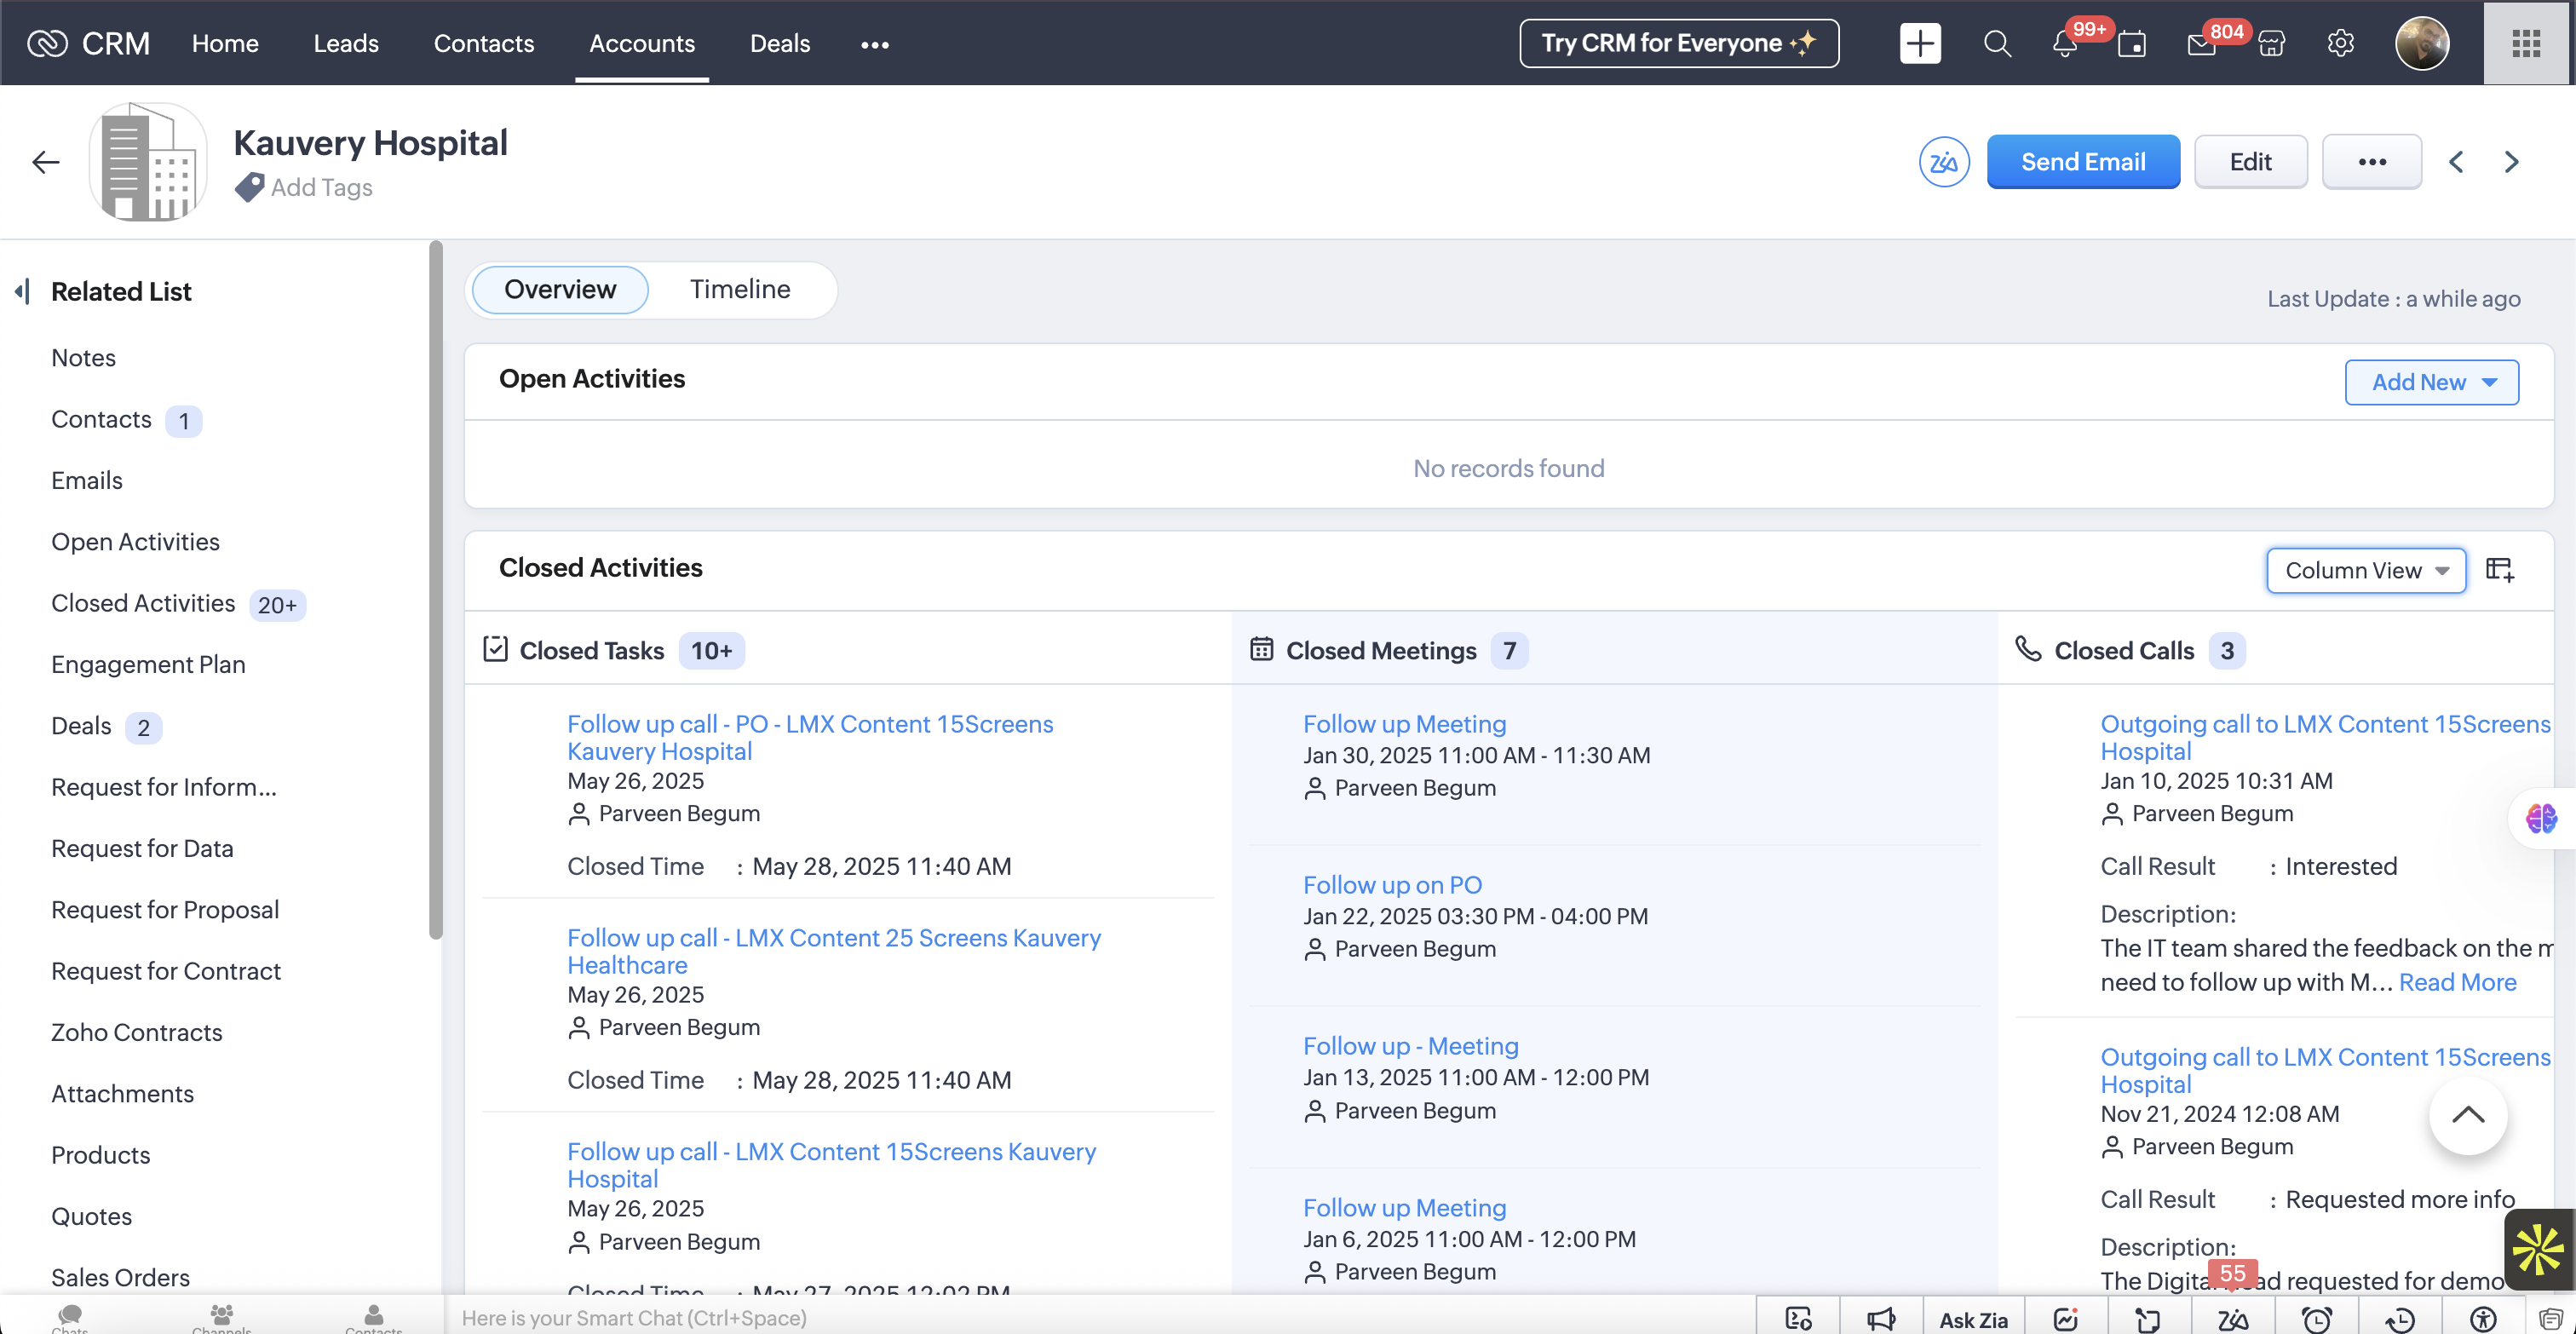 CRM
Home
Leads
Contacts
Accounts
Deals
Try CRM for Everyone
99+
804
Kauvery Hospital
Add Tags
Send Email
Edit
Related List
Notes
Contacts 1
Emails
Open Activities
Closed Activities 20+
Engagement Plan
Deals 2
Request for Inform...
Request for Data
Request for Proposal
Request for Contract
Zoho Contracts
Attachments
Products
Quotes
Sales Orders
Overview
Timeline
Last Update : a while ago
Open Activities
Add New
No records found
Closed Activities
Column View
Closed Tasks 10+
Follow up call - PO - LMX Content 15Screens
Kauvery Hospital
May 26, 2025
Parveen Begum
Closed Time : May 28, 2025 11:40 AM
Follow up call - LMX Content 25 Screens Kauvery
Healthcare
May 26, 2025
Parveen Begum
Closed Time : May 28, 2025 11:40 AM
Follow up call - LMX Content 15Screens Kauvery
Hospital
May 26, 2025
Parveen Begum
Closed Time : May 27, 2025 12:02 PM
Closed Meetings 7
Follow up Meeting
Jan 30, 2025 11:00 AM - 11:30 AM
Parveen Begum
Follow up on PO
Jan 22, 2025 03:30 PM - 04:00 PM
Parveen Begum
Follow up - Meeting
Jan 13, 2025 11:00 AM - 12:00 PM
Parveen Begum
Follow up Meeting
Jan 6, 2025 11:00 AM - 12:00 PM
Parveen Begum
Closed Calls 3
Outgoing call to LMX Content 15Screens
Hospital
Jan 10, 2025 10:31 AM
Parveen Begum
Call Result : Interested
Description:
The IT team shared the feedback on the m
need to follow up with M... Read More
Outgoing call to LMX Content 15Screens
Hospital
Nov 21, 2024 12:08 AM
Parveen Begum
Call Result : Requested more info
Description:
The Digita ad requested for demo
55
Chats
Channels
Contacts
Here is your Smart Chat (Ctrl+Space)
Ask Zia